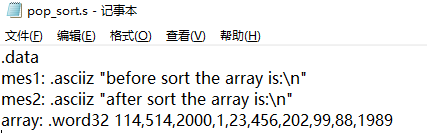 pop_sort.s - 记事本
文件(F) 编辑(E) 格式(O) 查看(V) 帮助(H)
.data
mes1: .asciiz "before sort the array is:\n"
mes2: .asciiz "after sort the array is:\n"
array: .word32 114,514,2000,1,23,456,202,99,88,1989